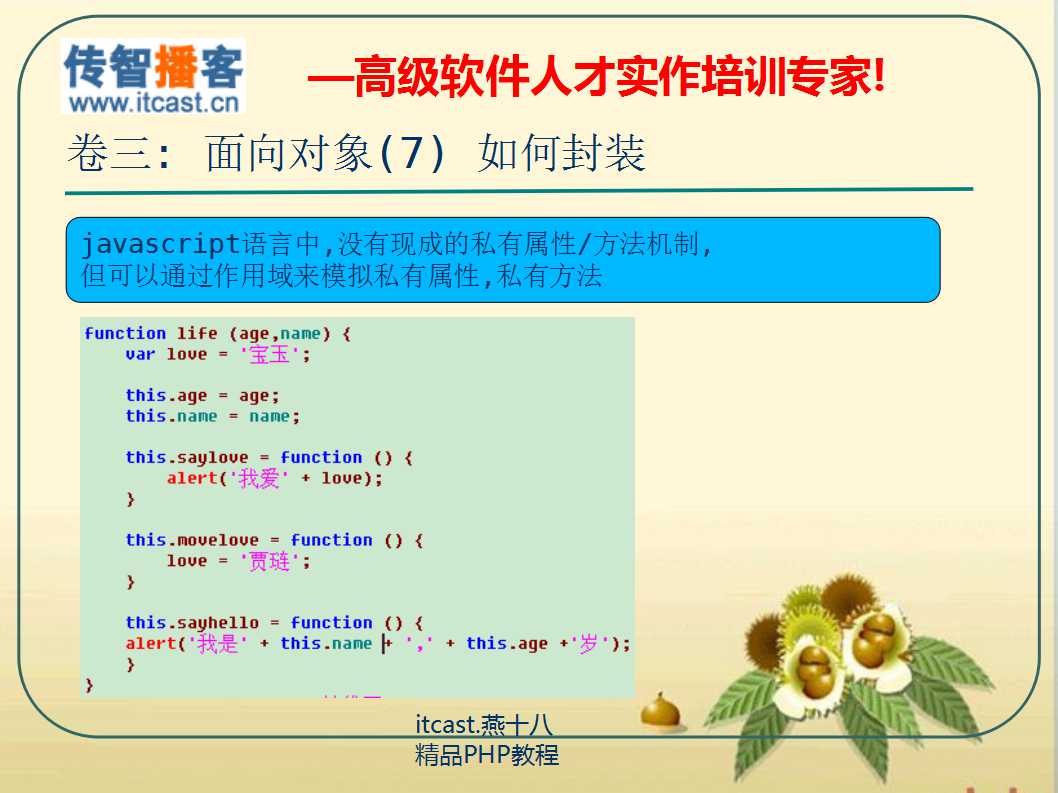 传智播客
www.itcast.cn
—高级软件人才实作培训专家!
卷三: 面向对象(7) 如何封装
javascript语言中,没有现成的私有属性/方法机制,
但可以通过作用域来模拟私有属性,私有方法
function life (age,name) {
var love = '宝玉';
this.age = age;
this.name = name;
this.saylove = function () {
alert('我爱' + love);
}
this.movelove = function () {
love = '贾琏';
}
this.sayhello = function () {
alert('我是' + this.name + ',' + this.age +'岁');
}
}
itcast.燕十八
精品PHP教程